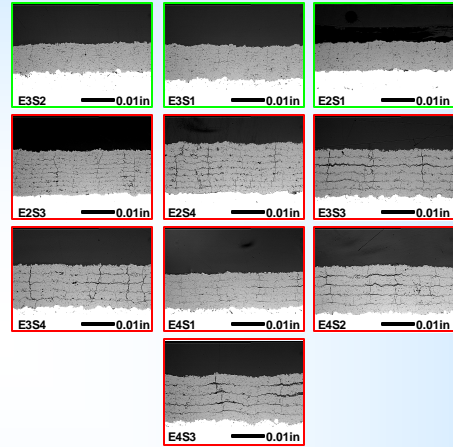 E3S2 0.01in
E3S1 0.01in
E2S1 0.01in
E2S3 0.01in
E2S4 0.01in
E3S3 0.01in
E3S4 0.01in
E4S1 0.01in
E4S2 0.01in
E4S3 0.01in